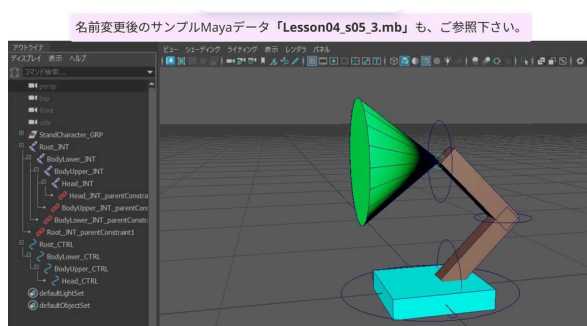 名前変更後のサンプルMayaデータ「Lesson04_s05_3.mb」も、ご参照下さい。
アウトライナ
ディスプレイ 表示 ヘルプ
コマンド検索...
persp
top
front
side
StandCharacter_GRP
Root_JNT
BodyLower_JNT
BodyUpper_JNT
Head_JNT
Head_JNT_parentConstra
BodyUpper_JNT_parentCon
BodyLower_JNT_parentConstra
Root_JNT_parentConstraint1
Root_CTRL
BodyLower_CTRL
BodyUpper_CTRL
Head_CTRL
defaultLightSet
defaultObjectSet
ビュー シェーディング ライティング 表示 レンダラ パネル